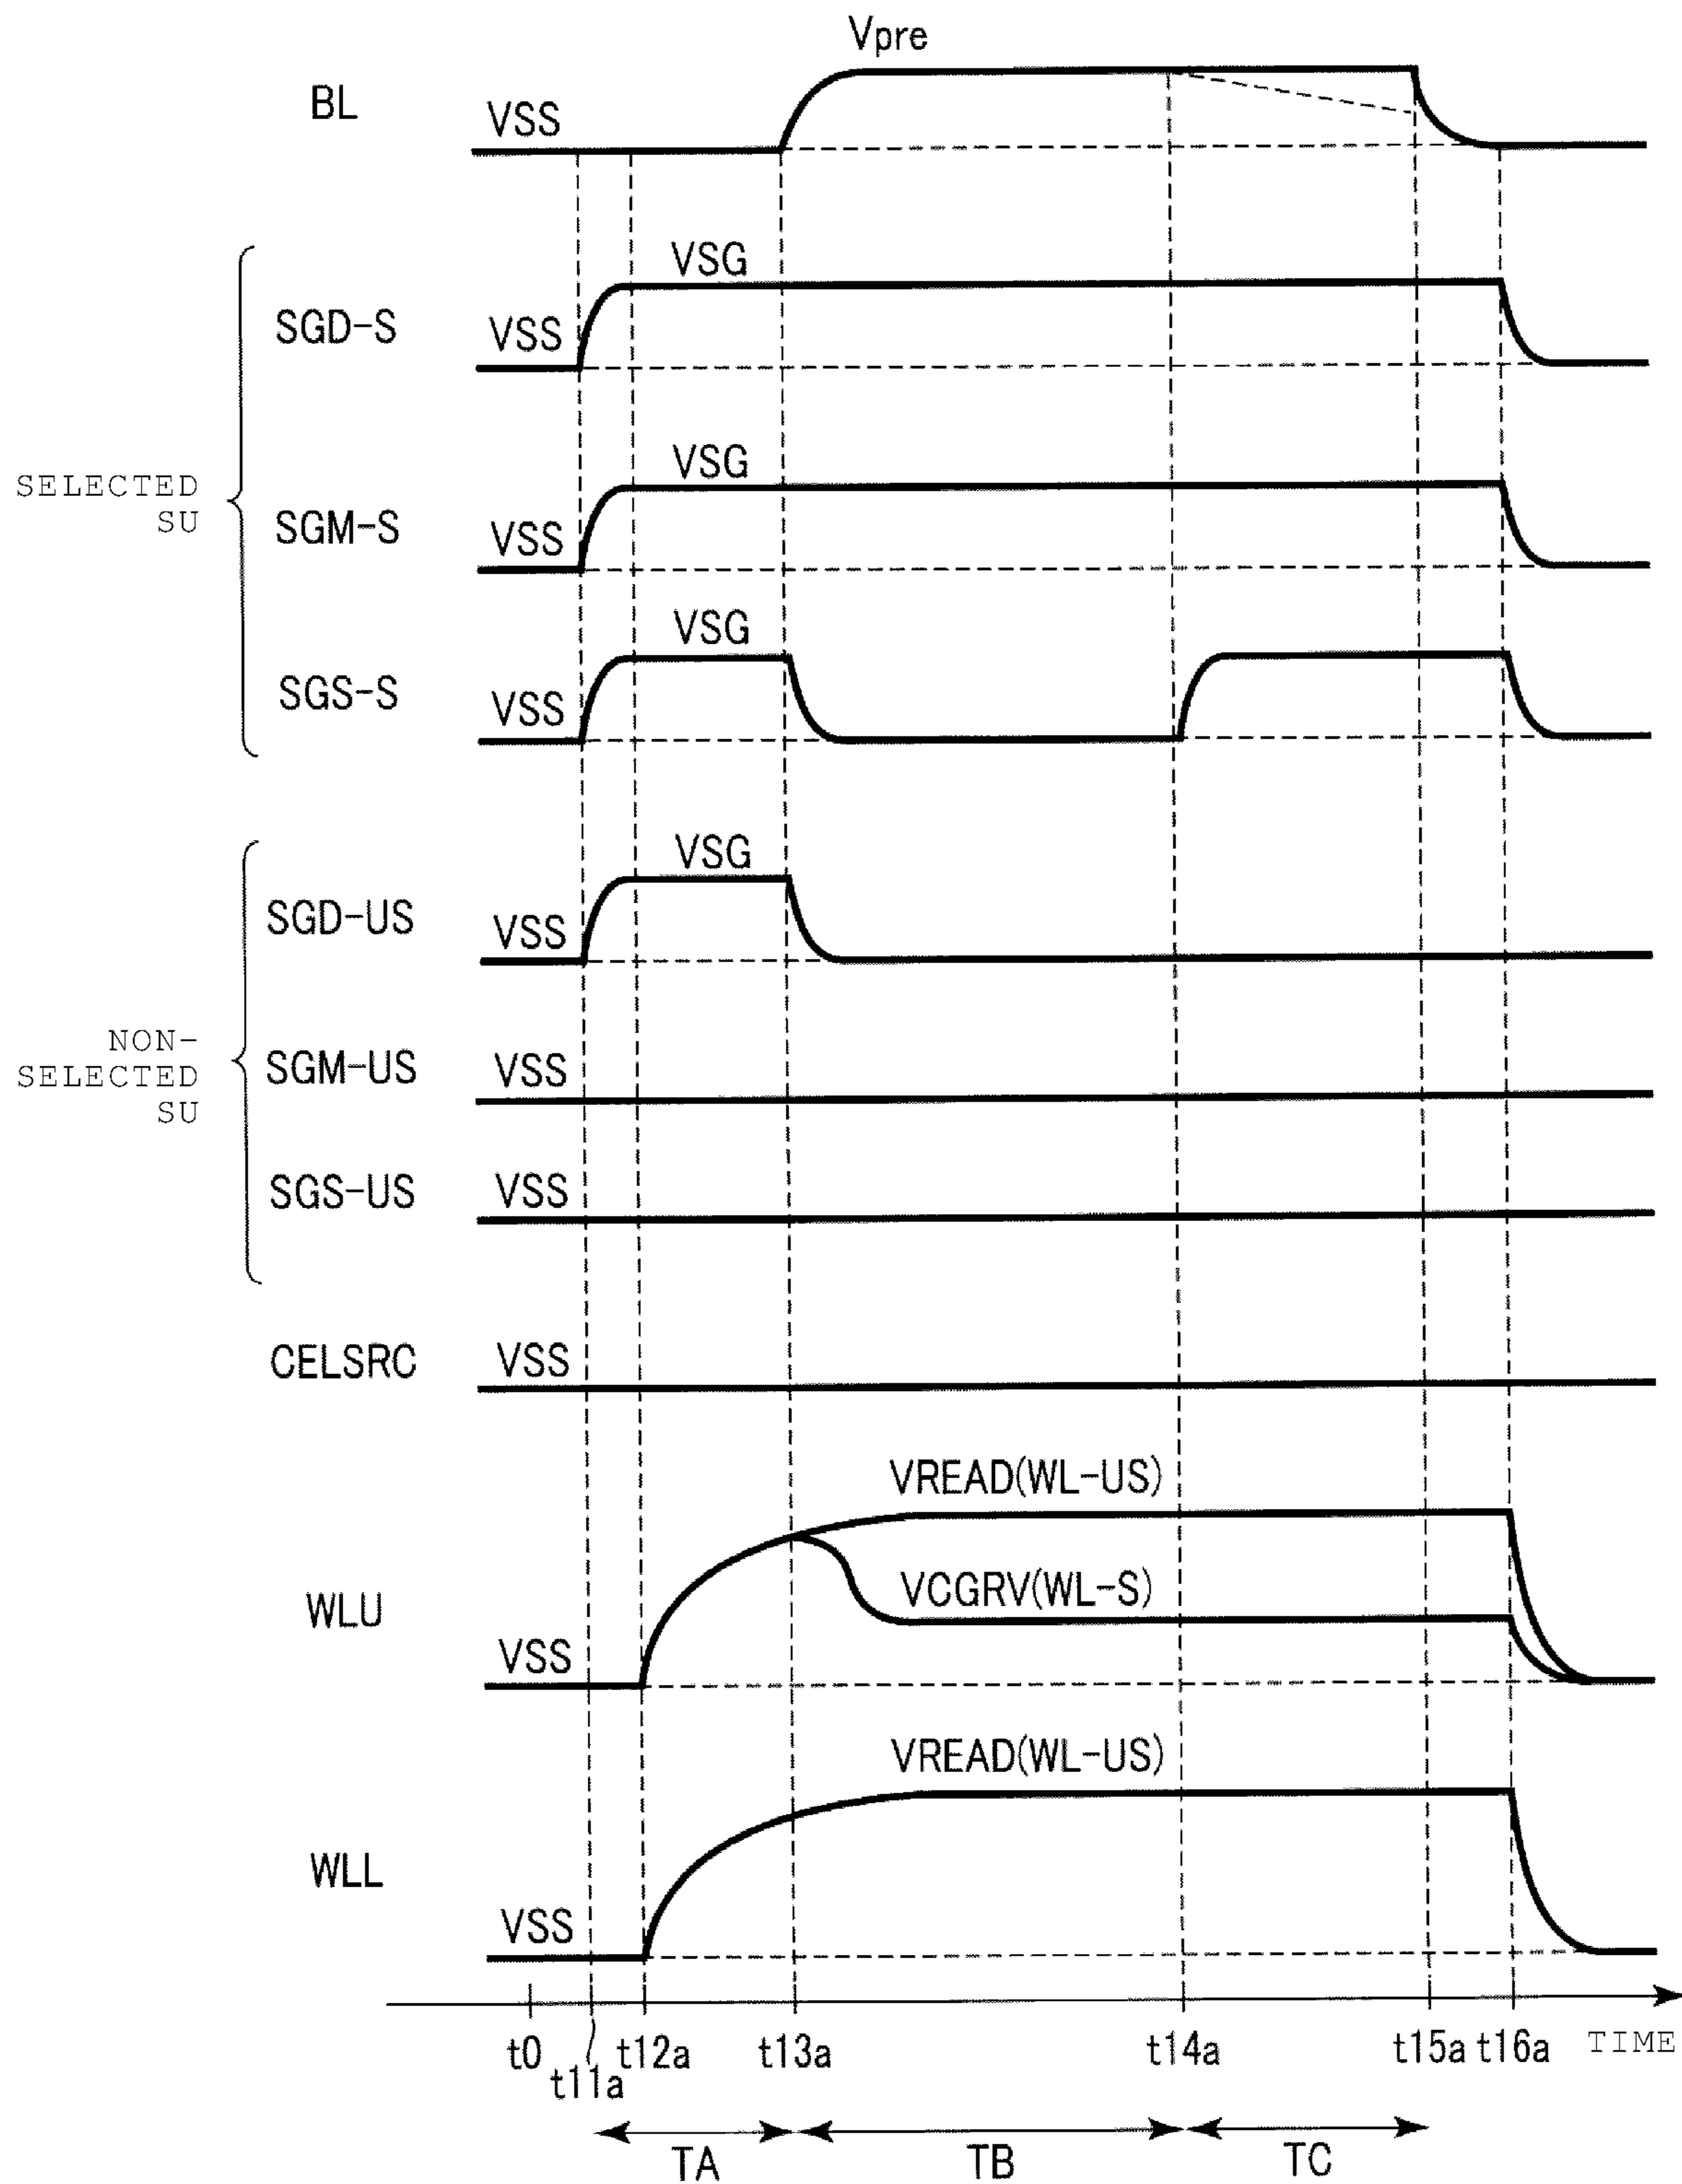 Vpre
BL
VSS
VSG
SGD-S
VSS
SELECTED
SU
VSG
SGM-S
VSS
VSG
SGS-S
VSS
VSG
SGD-US
VSS
NON-
SELECTED
SU
SGM-US
VSS
SGS-US
VSS
CELSRC
VSS
VREAD(WL-US)
VCGRV(WL-S)
WLU
VSS
VREAD(WL-US)
WLL
VSS
t0
t11a
t12a
t13a
t14a
t15a
t16a
TIME
TA
TB
TC